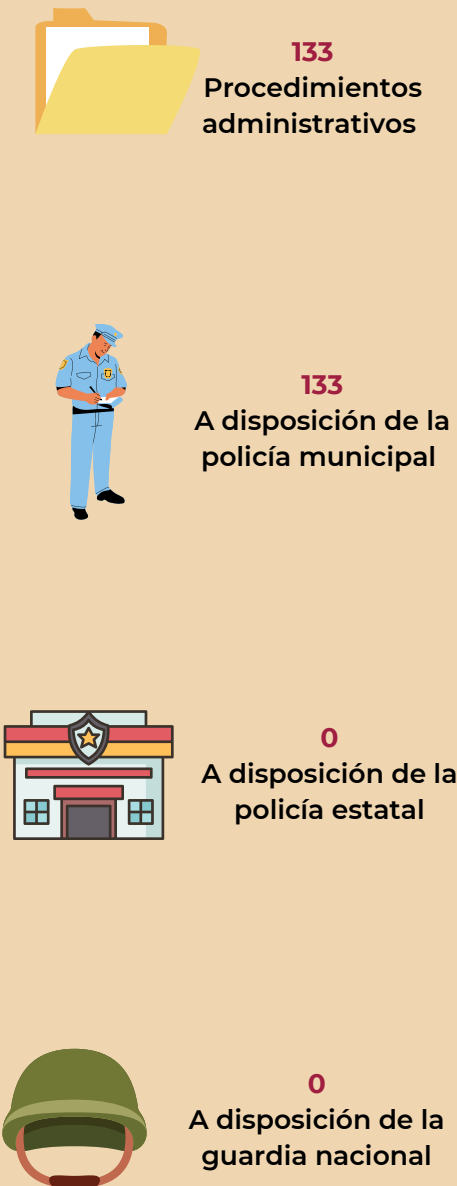 133
Procedimientos
administrativos
133
A disposición de la
policía municipal
0
A disposición de la
policía estatal
0
A disposición de la
guardia nacional